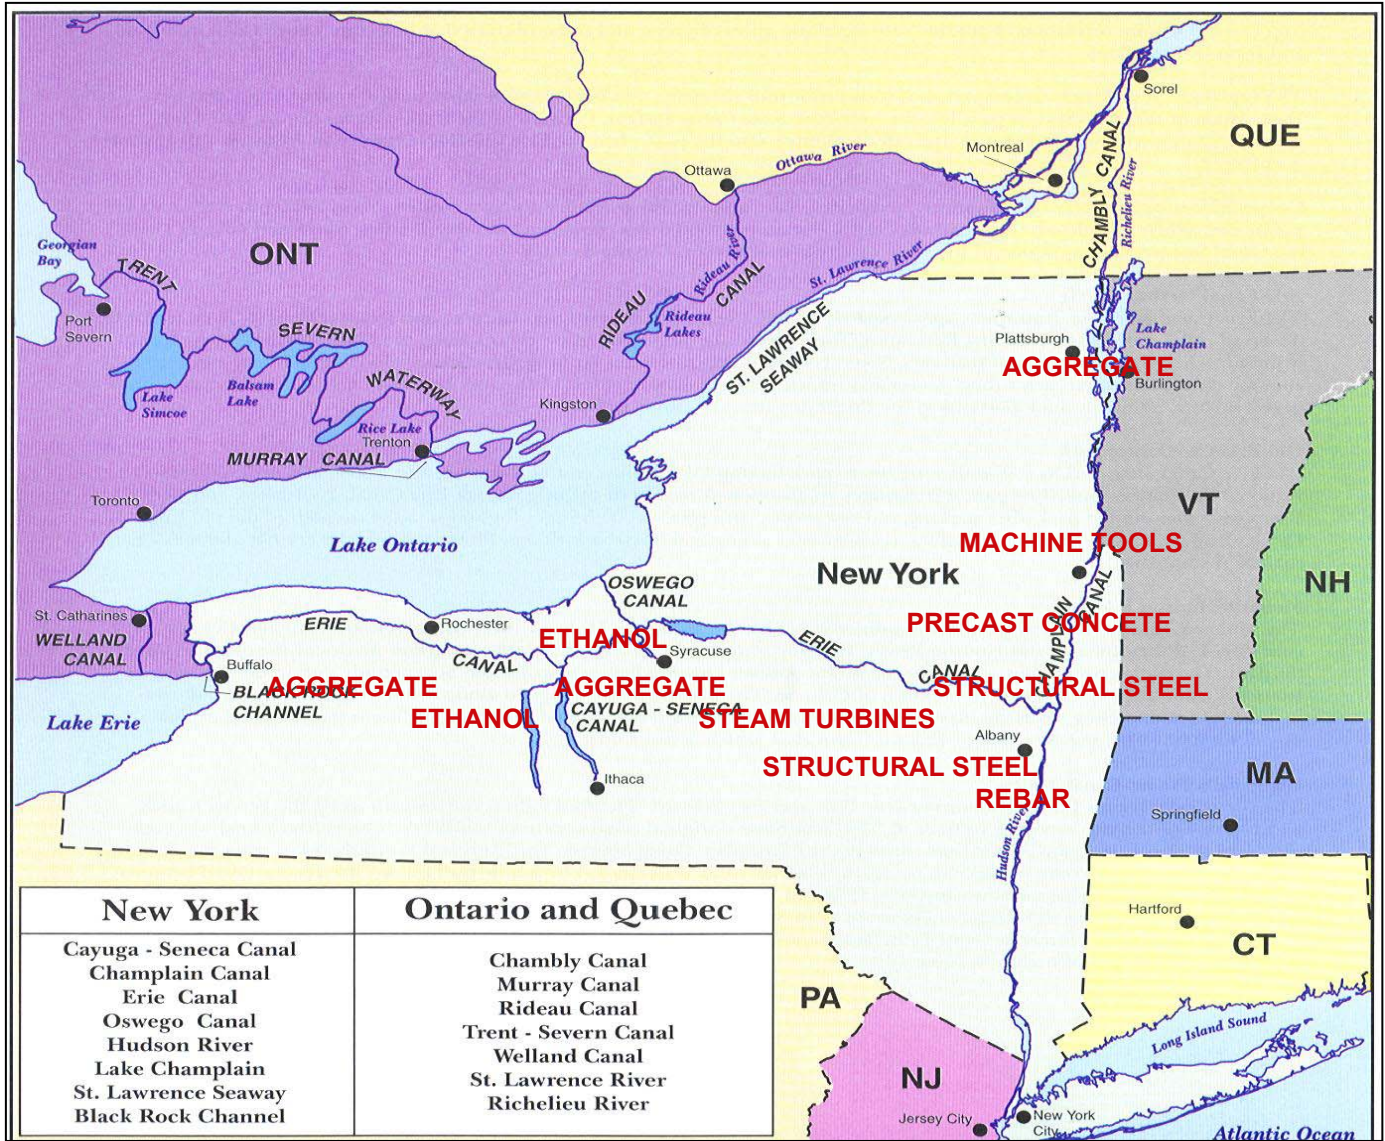 Sorel
QUE
Montreal
Ottawa River
Ottawa
CHAMBLY CANAL
Richelieu River
Georgian
Bay
TRENT
ONT
Rideau River
CANAL
St. Lawrence River
Port
Severn
SEVERN
RIDEAU
Rideau
Lakes
ST. LAWRENCE
SEAWAY
Plattsburgh
Lake
Champlain
AGGREGATE
Burlington
Balsam
Lake
WATERWAY
Lake
Simcoe
Kingston
Rice Lake
Trenton
MURRAY CANAL
Toronto
VT
Lake Ontario
MACHINE TOOLS
New York
NH
OSWEGO
CANAL
CHAMPLAIN
CANAL
St. Catharines
WELLAND
CANAL
ERIE
Rochester
PRECAST CONCETE
ETHANOL
ERIE
Syracuse
CANAL
CANAL
Buffalo
AGGREGATE
BLACK ROCK
CHANNEL
AGGREGATE
STRUCTURAL STEEL
CAYUGA - SENECA
CANAL
ETHANOL
STEAM TURBINES
Lake Erie
Albany
STRUCTURAL STEEL
Ithaca
REBAR
MA
Springfield
Hudson River
Hartford
CT
PA
Long Island Sound
NJ
Jersey City
New York
City
Atlantic Ocean
New York
Cayuga - Seneca Canal
Champlain Canal
Erie Canal
Oswego Canal
Hudson River
Lake Champlain
St. Lawrence Seaway
Black Rock Channel
Ontario and Quebec
Chambly Canal
Murray Canal
Rideau Canal
Trent - Severn Canal
Welland Canal
St. Lawrence River
Richelieu River